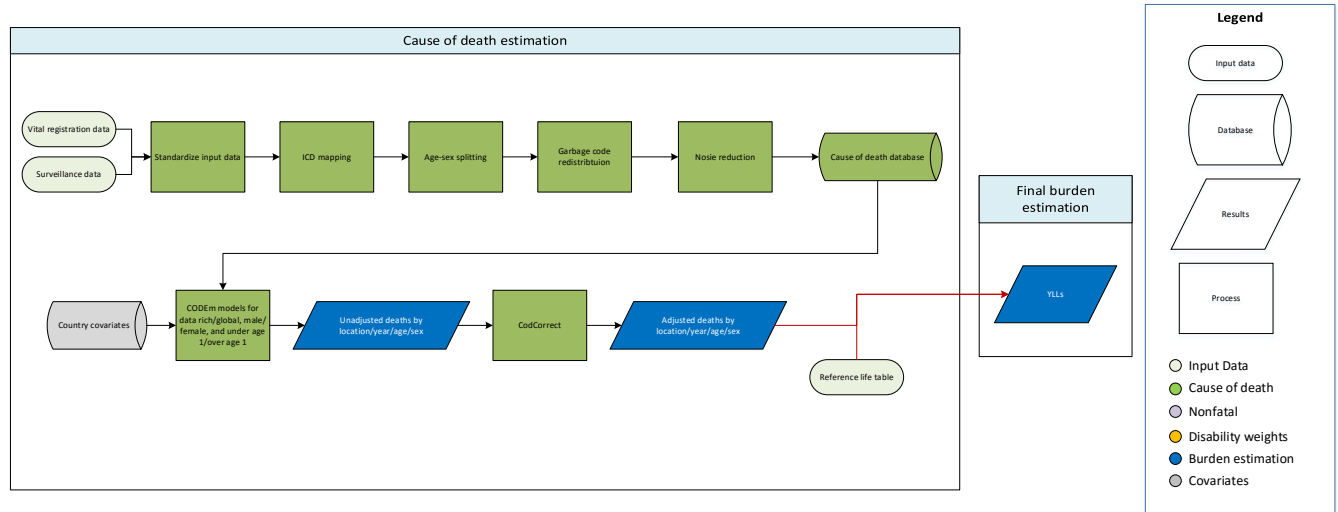 Cause of death estimation
Vital registration data
Surveillance data
Standardize input data
ICD mapping
Age-sex splitting
Garbage code
redistribtuion
Nosie reduction
Cause of death database
Country covariates
CODEm models for
data rich/global, male/
female, and under age
1/over age 1
Unadjusted deaths by
location/year/age/sex
CodCorrect
Adjusted deaths by
location/year/age/sex
Reference life table
Final burden
estimation
YLLs
Legend
Input data
Database
Results
Process
Input Data
Cause of death
Nonfatal
Disability weights
Burden estimation
Covariates